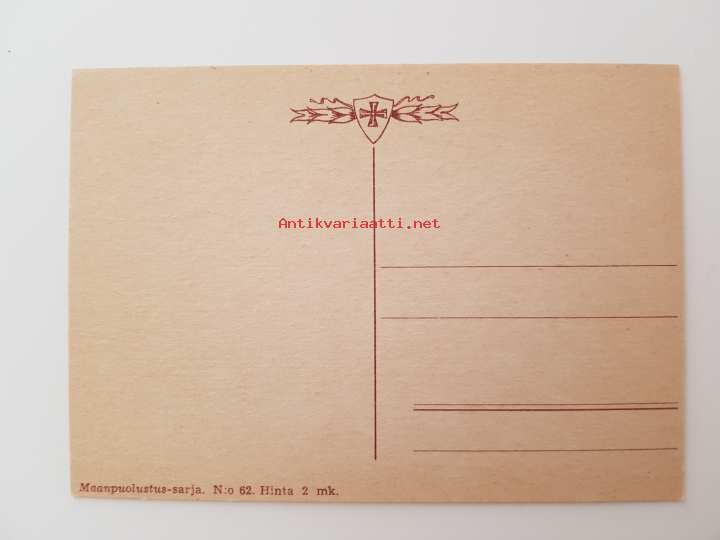 Antikvariaatti.net
Maanpuolustus-sarja. N:o 62. Hinta 2 mk.